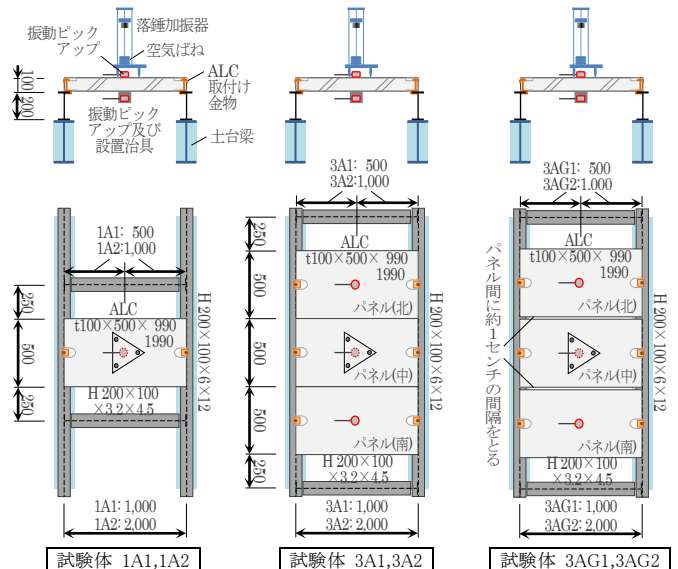 落錘加振器
振動ピック
アップ
空気ばね
ALC
取付け
金物
100
200
振動ピック
アップ及び
設置治具
土台梁
1A1: 500
1A2:1,000
250
500
250
ALC
t100×500× 990
1990
H 200×100
×3.2×4.5
H 200×100×6×12
1A1: 1,000
1A2: 2,000
試験体 1A1,1A2
3A1: 500
3A2:1,000
250
500
500
500
250
ALC
t100×500× 990
1990
パネル(北)
パネル(中)
パネル(南)
H 200×100
×3.2×4.5
H 200×100×6×12
3A1: 1,000
3A2: 2,000
試験体 3A1,3A2
3AG1: 500
3AG2:1.000
パネル間に約1センチの間隔をとる
ALC
t100×500× 990
1990
パネル(北)
パネル(中)
パネル(南)
H 200×100
×3.2×4.5
H 200×100×6×12
3AG1: 1,000
3AG2: 2,000
試験体 3AG1,3AG2